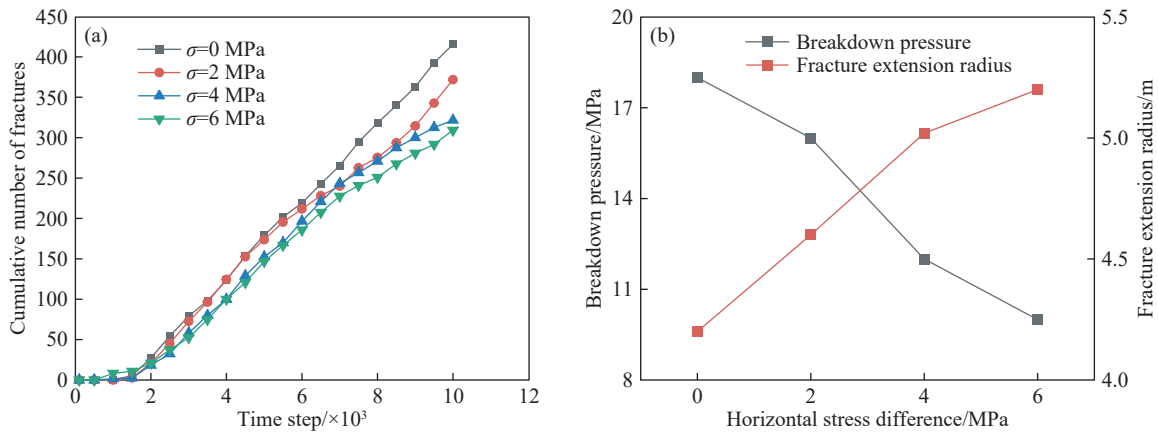 (a)
σ=0 MPa
σ=2 MPa
σ=4 MPa
σ=6 MPa
450
400
350
300
250
200
150
100
50
0
2
4
6
8
10
12
Cumulative number of fractures
Time step/×10³
(b)
Breakdown pressure
Fracture extension radius
20
17
14
11
8
Breakdown pressure/MPa
5.5
5.0
4.5
4.0
Fracture extension radius/m
0
2
4
6
Horizontal stress difference/MPa